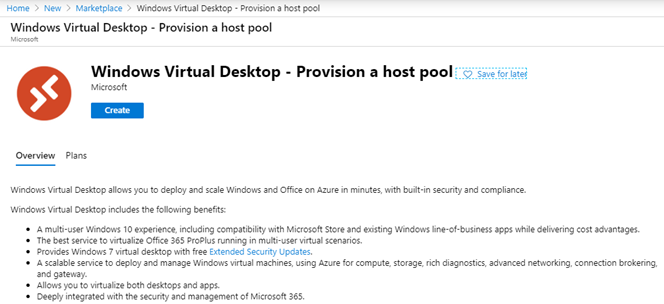 Home > New > Marketplace > Windows Virtual Desktop - Provision a host pool
Windows Virtual Desktop - Provision a host pool
Microsoft
Windows Virtual Desktop - Provision a host pool
Save for later
Microsoft
Create
Overview Plans
Windows Virtual Desktop allows you to deploy and scale Windows and Office on Azure in minutes, with built-in security and compliance.
Windows Virtual Desktop includes the following benefits:
• A multi-user Windows 10 experience, including compatibility with Microsoft Store and existing Windows line-of-business apps while delivering cost advantages.
• The best service to virtualize Office 365 ProPlus running in multi-user virtual scenarios.
• Provides Windows 7 virtual desktop with free Extended Security Updates.
• A scalable service to deploy and manage Windows virtual machines, using Azure for compute, storage, rich diagnostics, advanced networking, connection brokering,
and gateway.
• Allows you to virtualize both desktops and apps.
• Deeply integrated with the security and management of Microsoft 365.